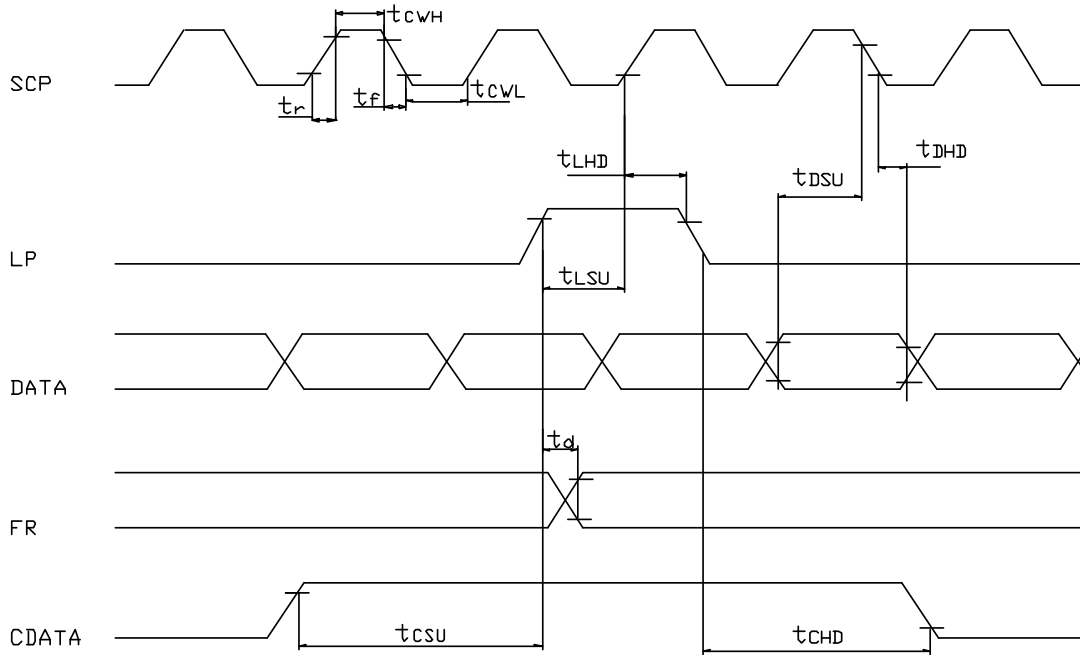 tCWH
SCP
tr
tf
tCWL
tLHD
tDSU
tDHD
LP
tLSU
DATA
td
FR
CDATA
tCSU
tCHD